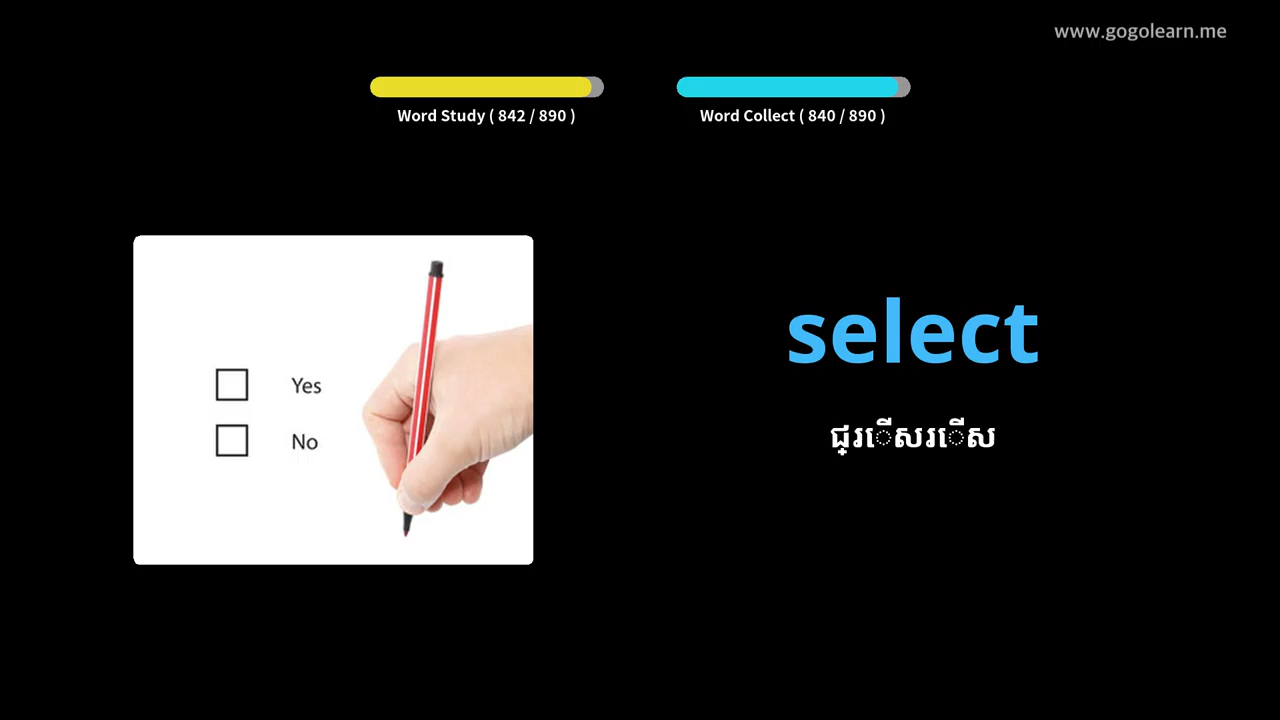 www.gogolearn.me
Word Study ( 842 / 890 )
Word Collect ( 840 / 890 )
select
ជ្រើសរើស
Yes
No